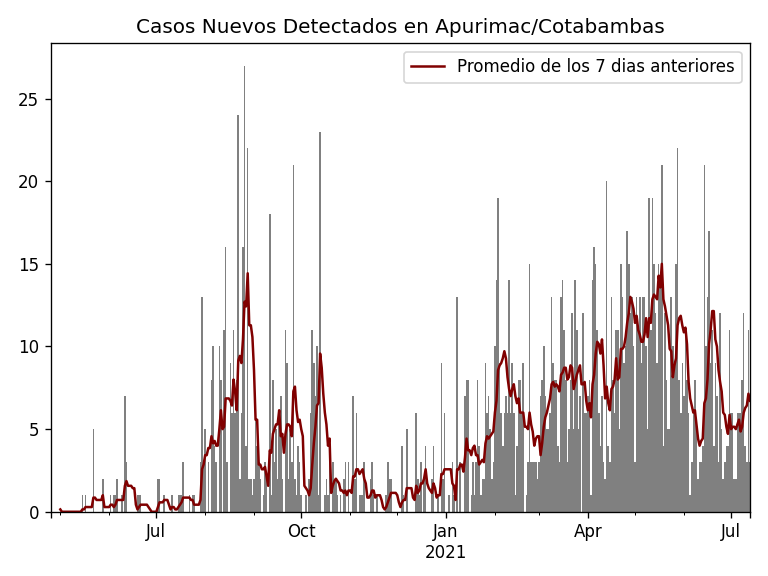 Casos Nuevos Detectados en Apurimac/Cotabambas
Promedio de los 7 dias anteriores
25
20
15
10
5
0
Jul
Oct
Jan
2021
Apr
Jul